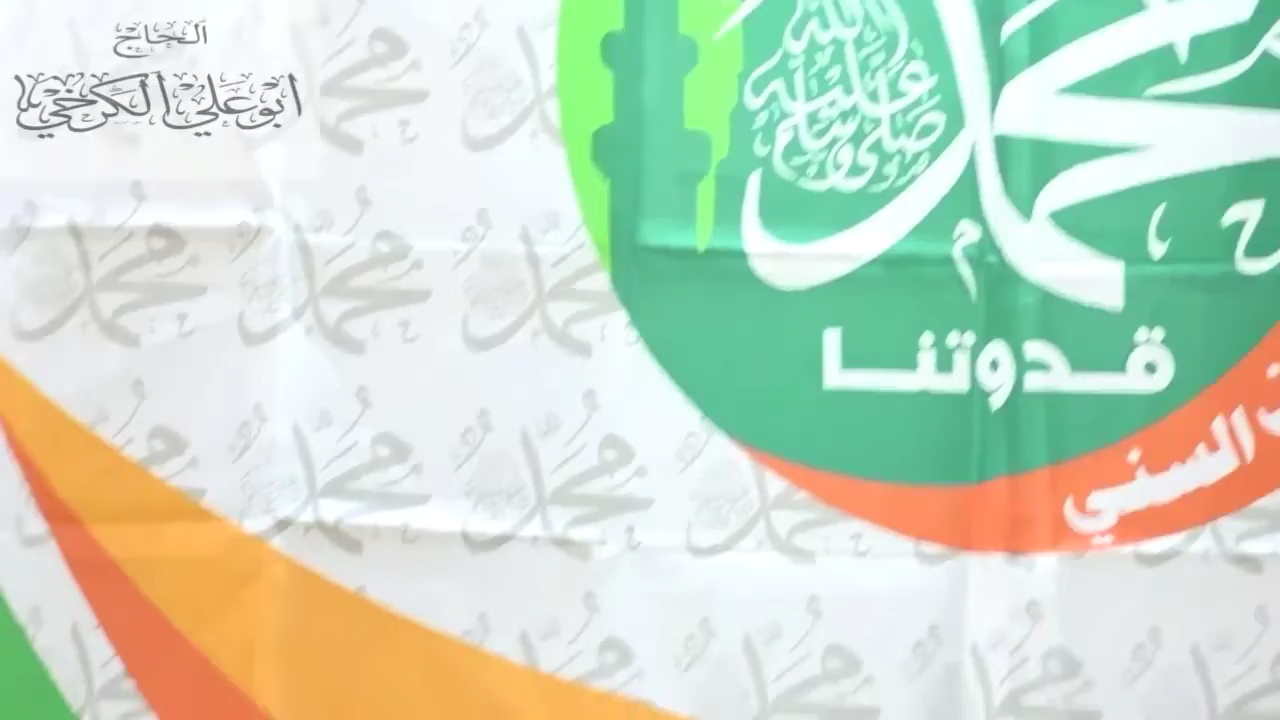 الحاج
ابو علي الكرخي
محمد
صلى الله عليه وسلم
قدوتنا
السني